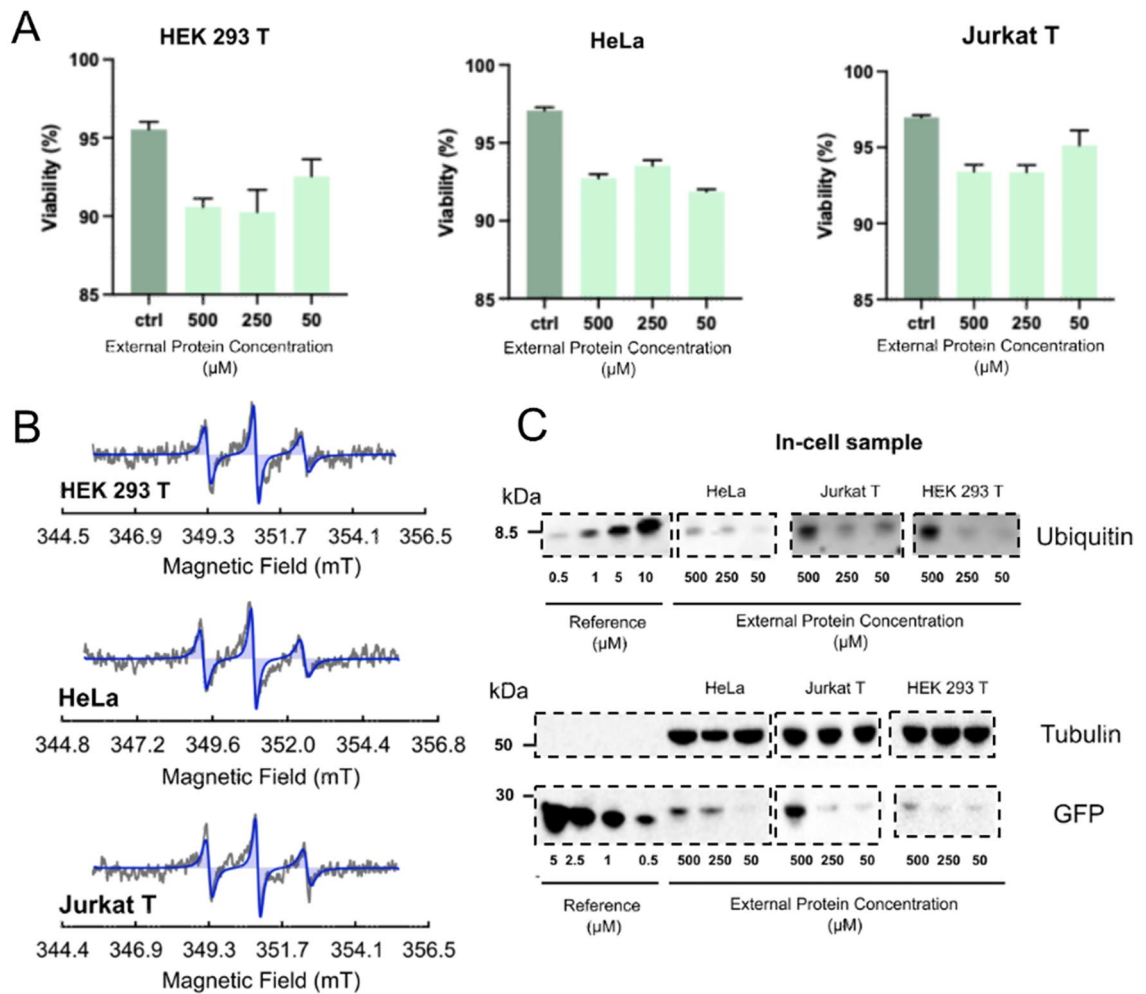 A
HEK 293 T
HeLa
Jurkat T
Viability (%)
100
95
90
85
ctrl 500 250 50
External Protein Concentration
(µM)
Viability (%)
100
95
90
85
ctrl 500 250 50
External Protein Concentration
(µM)
Viability (%)
100
95
90
85
ctrl 500 250 50
External Protein Concentration
(µM)
B
HEK 293 T
344.5 346.9 349.3 351.7 354.1 356.5
Magnetic Field (mT)
HeLa
344.8 347.2 349.6 352.0 354.4 356.8
Magnetic Field (mT)
Jurkat T
344.4 346.9 349.3 351.7 354.1 356.5
Magnetic Field (mT)
C
In-cell sample
kDa
HeLa Jurkat T HEK 293 T
8.5
Ubiquitin
0.5 1 5 10 500 250 50 500 250 50 500 250 50
Reference
(µM)
External Protein Concentration
(µM)
kDa
HeLa Jurkat T HEK 293 T
50
Tubulin
30
GFP
5 2.5 1 0.5 500 250 50 500 250 50 500 250 50
Reference
(µM)
External Protein Concentration
(µM)